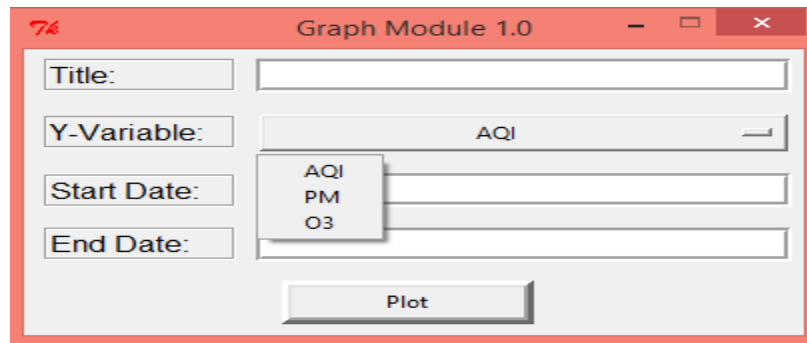 Graph Module 1.0
Title:
Y-Variable: AQI
AQI
PM
O3
Start Date:
End Date:
Plot